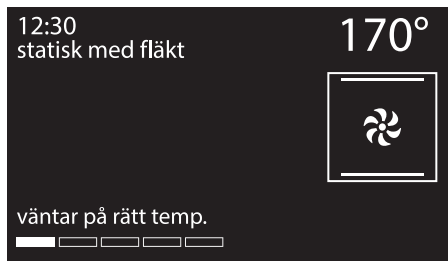 12:30
170°
statisk med fläkt
väntar på rätt temp.